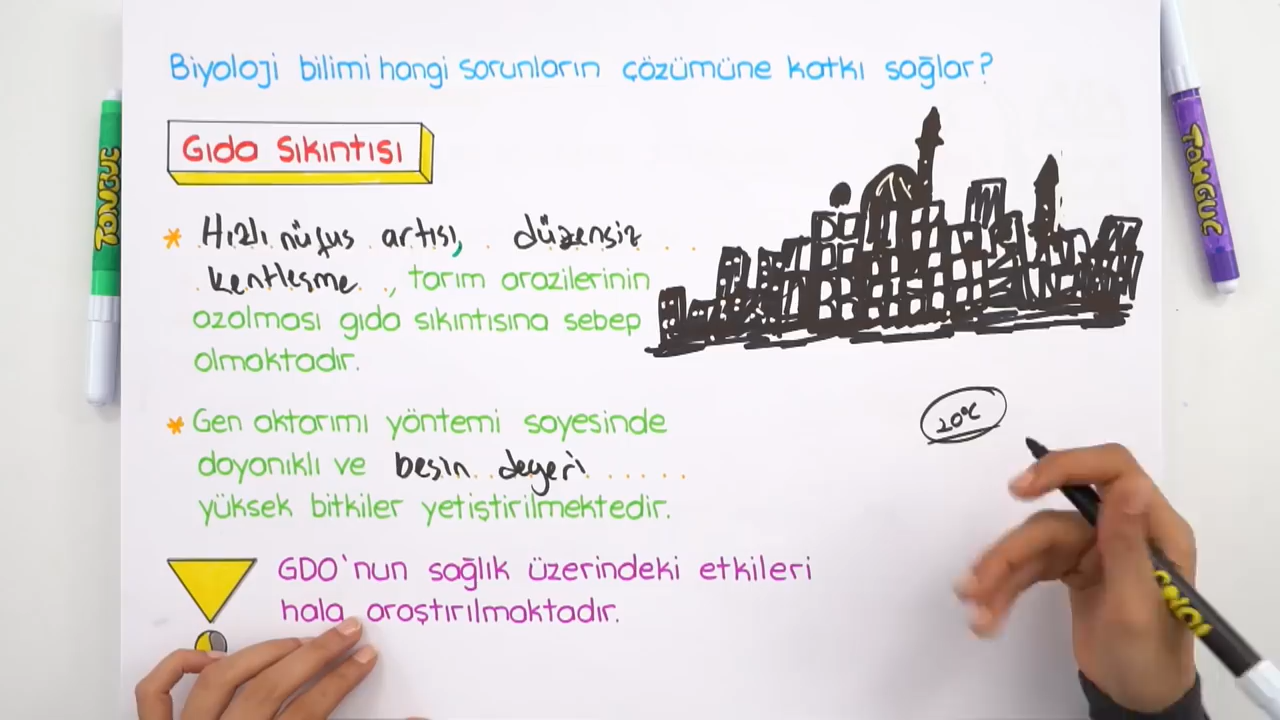 Biyoloji bilimi hangi sorunların çözümüne katkı sağlar?
Gıda sıkıntısı
* Hızlı nüfus artışı, düzensiz
kentleşme, tarım arazilerinin
azalması gıda sıkıntısına sebep
olmaktadır.
* Gen aktarımı yöntemi sayesinde
dayanıklı ve besin değeri
yüksek bitkiler yetiştirilmektedir.
GDO'nun sağlık üzerindeki etkileri
hala araştırılmaktadır.
20°C
TONGUÇ
TONGUÇ